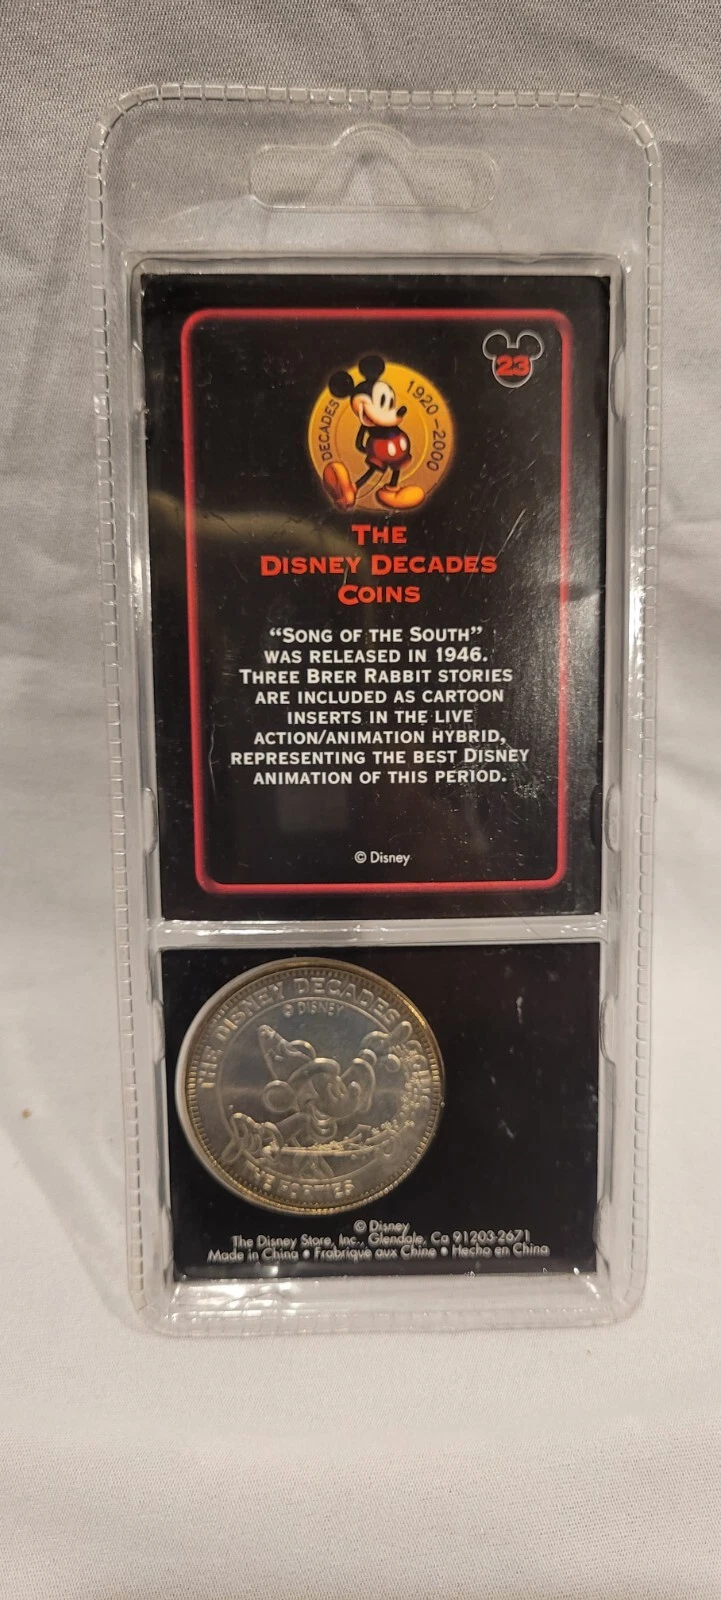 23
DECADES 1920-2000
THE
DISNEY DECADES
COINS
"SONG OF THE SOUTH"
WAS RELEASED IN 1946.
THREE BRER RABBIT STORIES
ARE INCLUDED AS CARTOON
INSERTS IN THE LIVE
ACTION/ANIMATION HYBRID,
REPRESENTING THE BEST DISNEY
ANIMATION OF THIS PERIOD.
© Disney
THE DISNEY DECADES COINS
© DISNEY
THE FORTIES
© Disney
The Disney Store, Inc., Glendale, Ca 91203-2671
Made in China • Frabriqué aux Chine • Hecho en China